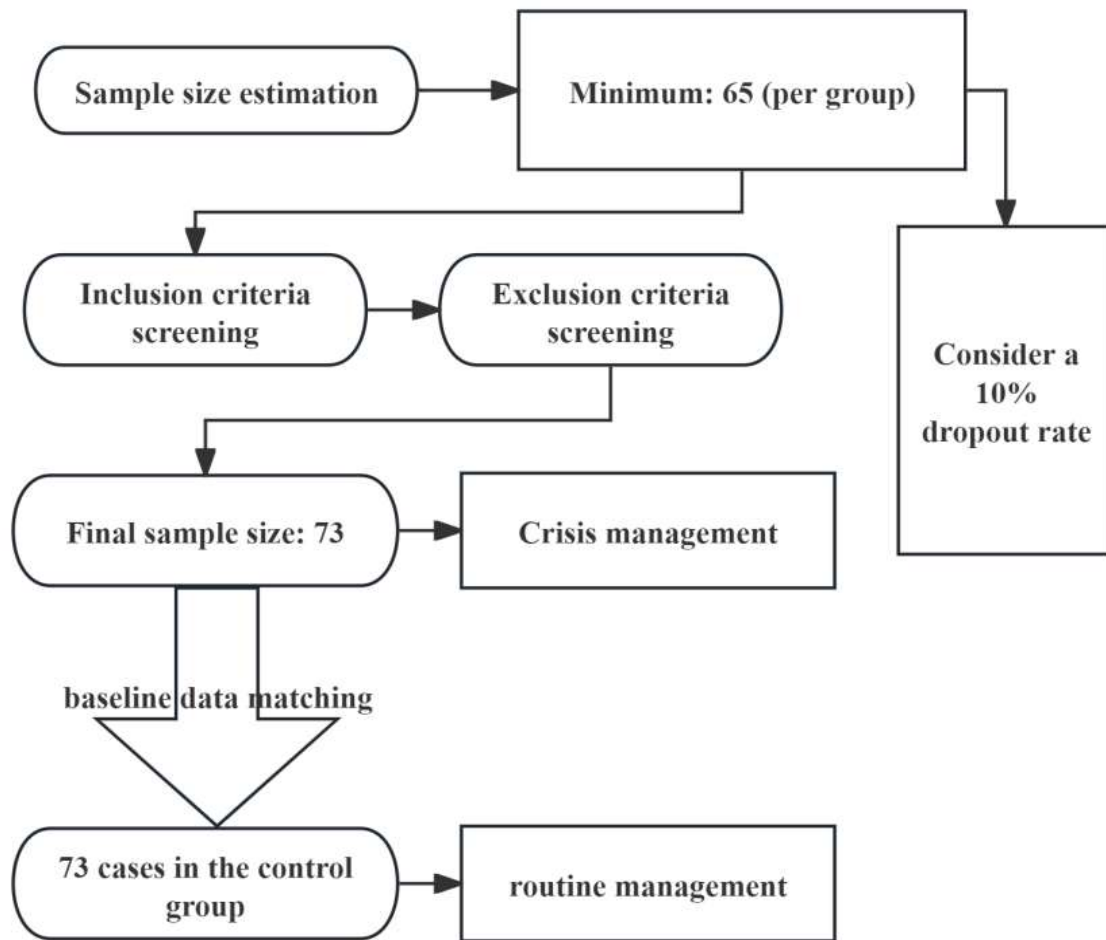 Sample size estimation
Minimum: 65 (per group)
Inclusion criteria
screening
Exclusion criteria
screening
Consider a
10%
dropout rate
Final sample size: 73
Crisis management
baseline data matching
73 cases in the control
group
routine management